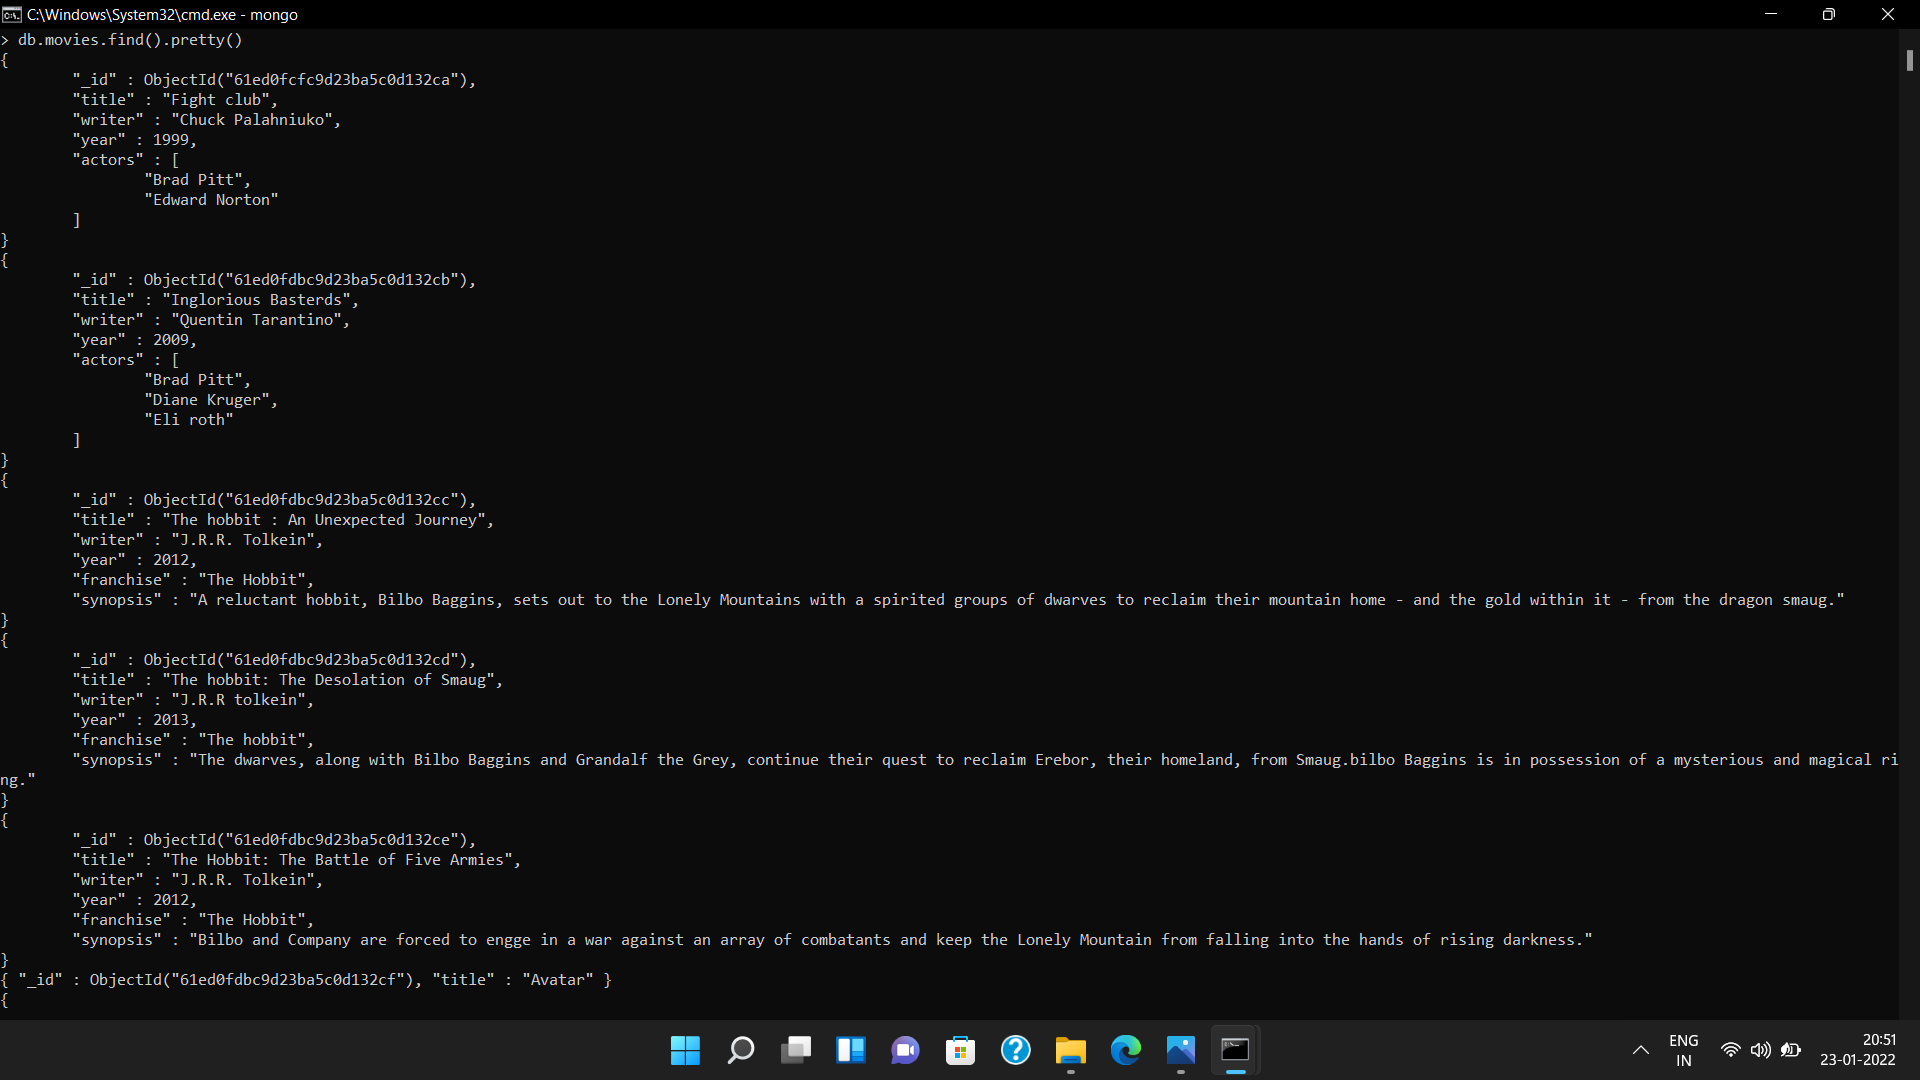 C:\Windows\System32\cmd.exe - mongo
> db.movies.find().pretty()
{
        "_id" : ObjectId("61ed0fcfc9d23ba5c0d132ca"),
        "title" : "Fight club",
        "writer" : "Chuck Palahniuko",
        "year" : 1999,
        "actors" : [
                "Brad Pitt",
                "Edward Norton"
        ]
}
{
        "_id" : ObjectId("61ed0fdbc9d23ba5c0d132cb"),
        "title" : "Inglorious Basterds",
        "writer" : "Quentin Tarantino",
        "year" : 2009,
        "actors" : [
                "Brad Pitt",
                "Diane Kruger",
                "Eli roth"
        ]
}
{
        "_id" : ObjectId("61ed0fdbc9d23ba5c0d132cc"),
        "title" : "The hobbit : An Unexpected Journey",
        "writer" : "J.R.R. Tolkein",
        "year" : 2012,
        "franchise" : "The Hobbit",
        "synopsis" : "A reluctant hobbit, Bilbo Baggins, sets out to the Lonely Mountains with a spirited groups of dwarves to reclaim their mountain home - and the gold within it - from the dragon smaug."
}
{
        "_id" : ObjectId("61ed0fdbc9d23ba5c0d132cd"),
        "title" : "The hobbit: The Desolation of Smaug",
        "writer" : "J.R.R tolkein",
        "year" : 2013,
        "franchise" : "The hobbit",
        "synopsis" : "The dwarves, along with Bilbo Baggins and Grandalf the Grey, continue their quest to reclaim Erebor, their homeland, from Smaug.bilbo Baggins is in possession of a mysterious and magical ri
ng."
}
{
        "_id" : ObjectId("61ed0fdbc9d23ba5c0d132ce"),
        "title" : "The Hobbit: The Battle of Five Armies",
        "writer" : "J.R.R. Tolkein",
        "year" : 2012,
        "franchise" : "The Hobbit",
        "synopsis" : "Bilbo and Company are forced to engge in a war against an array of combatants and keep the Lonely Mountain from falling into the hands of rising darkness."
}
{ "_id" : ObjectId("61ed0fdbc9d23ba5c0d132cf"), "title" : "Avatar" }
{
ENG
IN
20:51
23-01-2022